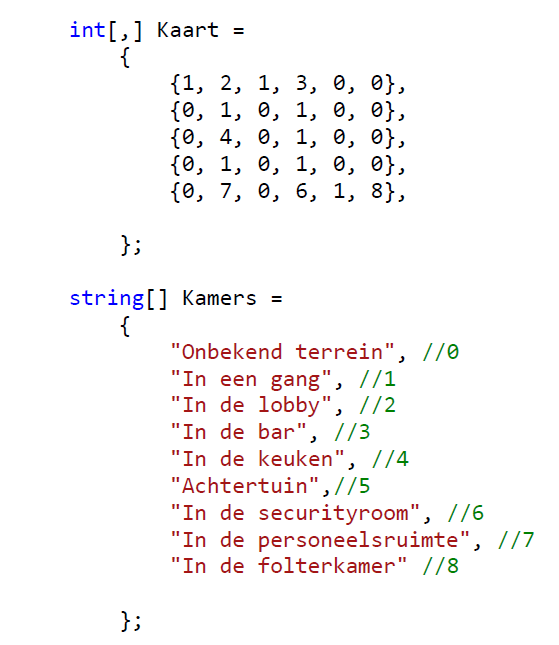 int[,] Kaart =
{
{1, 2, 1, 3, 0, 0},
{0, 1, 0, 1, 0, 0},
{0, 4, 0, 1, 0, 0},
{0, 1, 0, 1, 0, 0},
{0, 7, 0, 6, 1, 8},
};
string[] Kamers =
{
"Onbekend terrein", //0
"In een gang", //1
"In de lobby", //2
"In de bar", //3
"In de keuken", //4
"Achtertuin",//5
"In de securityroom", //6
"In de personeelsruimte", //7
"In de folterkamer" //8
};